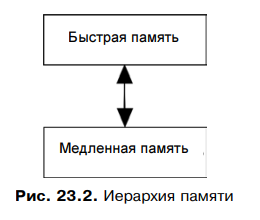 Быстрая память
Медленная память
Рис. 23.2. Иерархия памяти